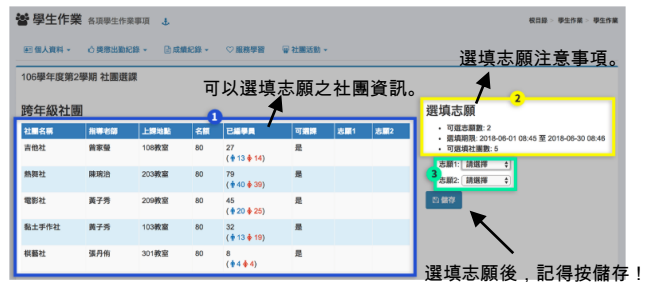 學生作業 各項學生作業事項
校日誌 · 學生作業 · 學生作業
個人資料 獎懲出勤紀錄 成績紀錄 服務學習 社團活動
選填志願注意事項。
106學年度第2學期 社團選課
可以選填志願之社團資訊。
跨年級社團
1
2
選填志願
社團名稱 指導老師 上課地點 名額 已編學員 可選課 志願1 志願2
• 可選志願數: 2
• 選填期限: 2018-06-01 08:45 至 2018-06-30 08:46
• 可選填社團數: 5
吉他社 曾家螢 108教室 80 27 是
(13 14)
3
志願1: 請選擇
熱舞社 陳琬治 203教室 80 79 是
(40 39)
志願2: 請選擇
儲存
電影社 黃子秀 209教室 80 45 是
(20 25)
黏土手作社 黃子秀 103教室 80 32 是
(13 19)
棋藝社 張丹侑 301教室 80 8 是
(4 4)
選填志願後，記得按儲存！